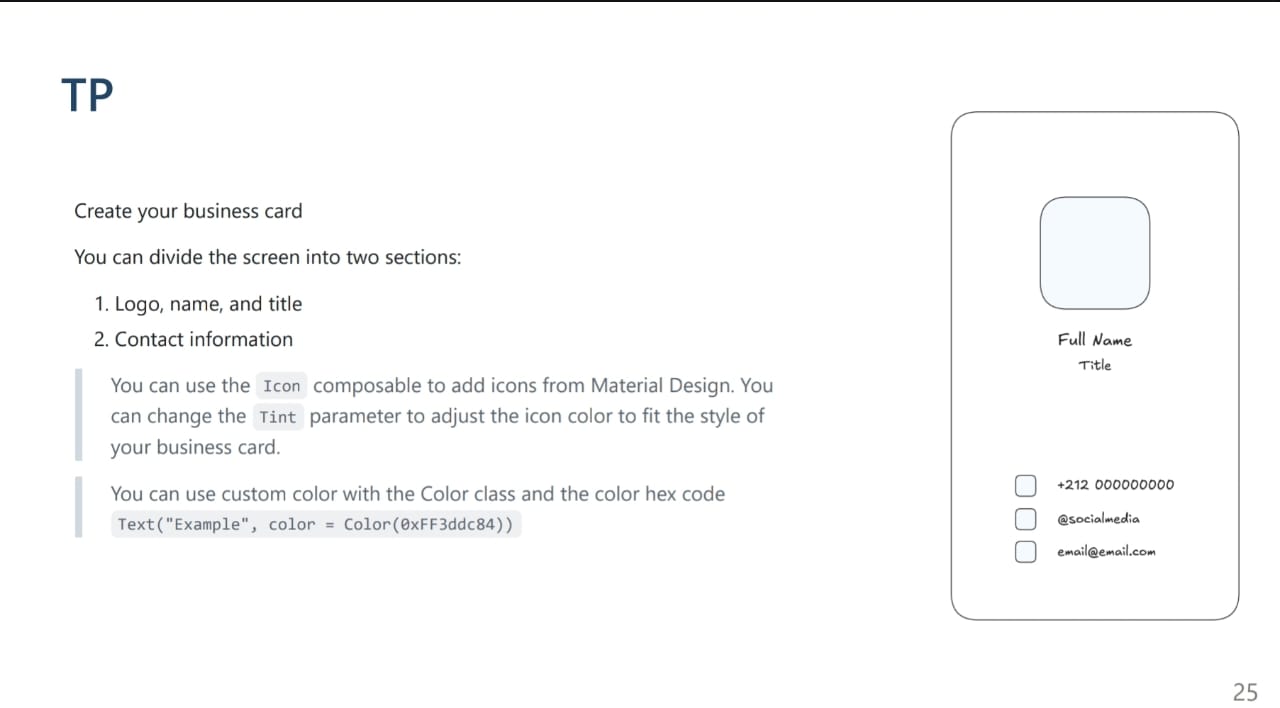 TP
Create your business card
You can divide the screen into two sections:
1. Logo, name, and title
2. Contact information
You can use the Icon composable to add icons from Material Design. You
can change the Tint parameter to adjust the icon color to fit the style of
your business card.
You can use custom color with the Color class and the color hex code
Text("Example", color = Color(0xFF3ddc84))
Full Name
Title
+212 000000000
@socialmedia
email@email.com
25